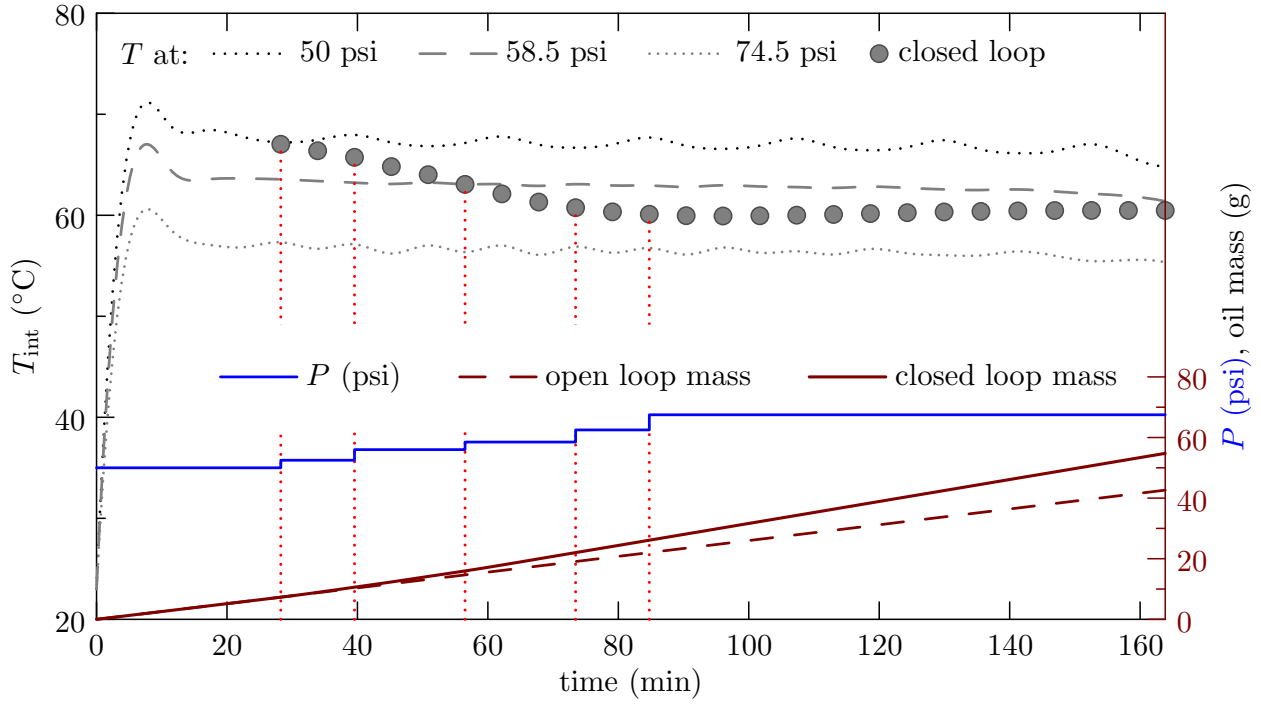 80
T at: 50 psi 58.5 psi 74.5 psi closed loop
60
T_int (°C)
P (psi), oil mass (g)
P (psi) open loop mass closed loop mass
80
40
60
40
20
20
0
0 20 40 60 80 100 120 140 160
time (min)